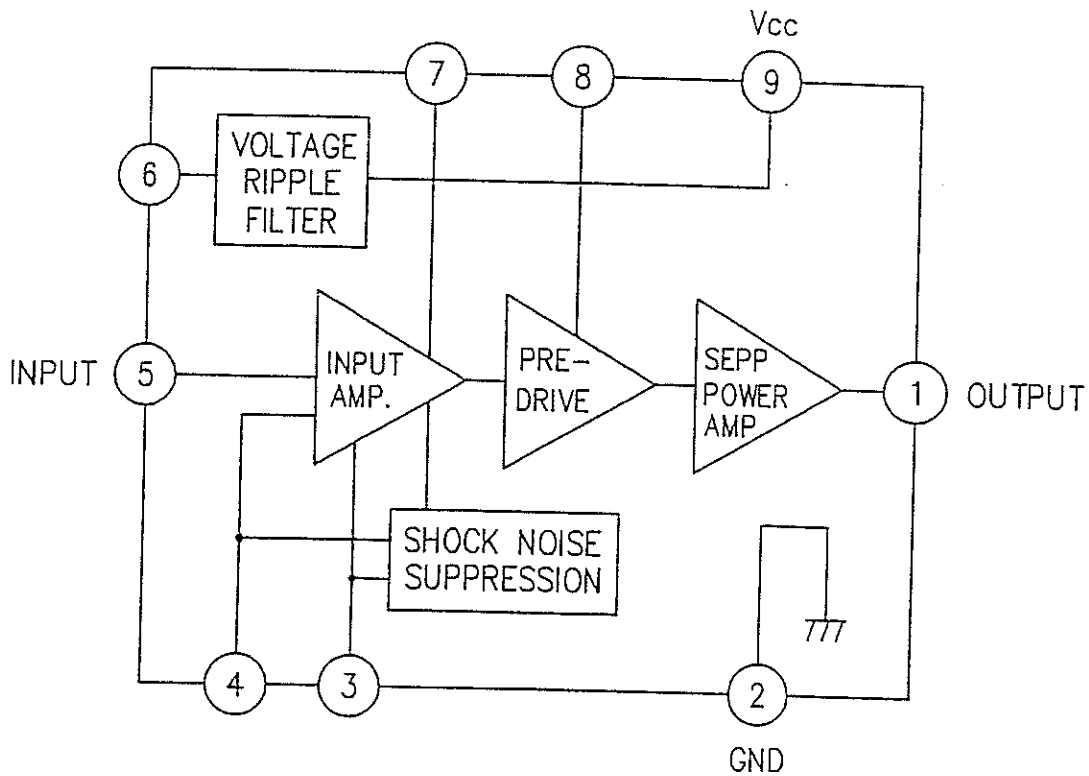 Vcc
7
8
9
VOLTAGE
RIPPLE
FILTER
6
INPUT
5
INPUT
AMP.
PRE-
DRIVE
SEPP
POWER
AMP
1
OUTPUT
SHOCK NOISE
SUPPRESSION
4
3
2
GND